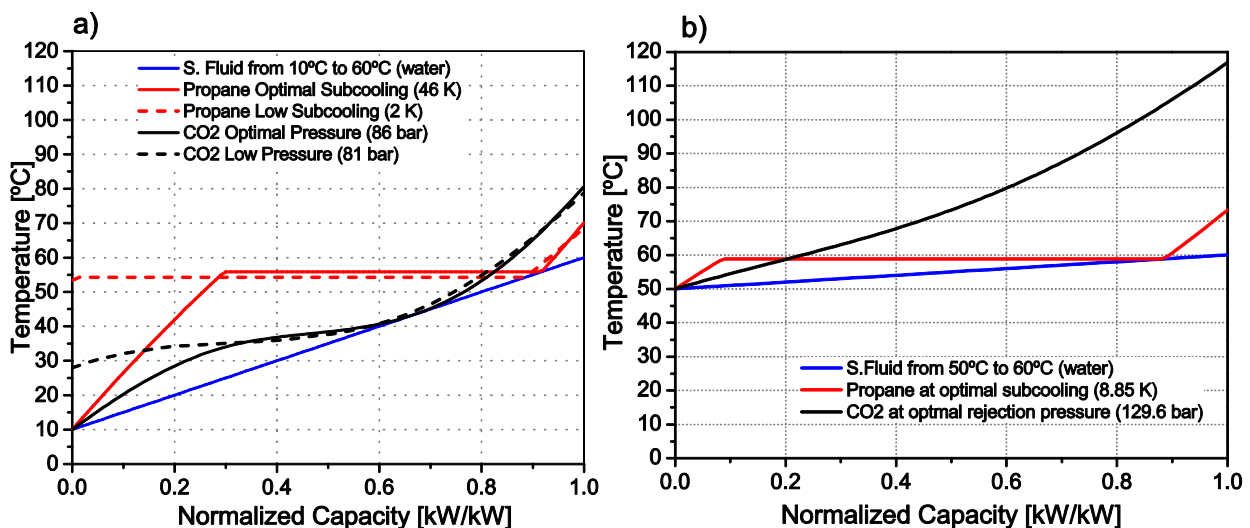 a)
120
110
100
90
80
70
60
50
40
30
20
10
0
Temperature [ºC]
S. Fluid from 10ºC to 60ºC (water)
Propane Optimal Subcooling (46 K)
Propane Low Subcooling (2 K)
CO2 Optimal Pressure (86 bar)
CO2 Low Pressure (81 bar)
0.0 0.2 0.4 0.6 0.8 1.0
Normalized Capacity [kW/kW]
b)
120
110
100
90
80
70
60
50
40
30
20
10
0
Temperature [ºC]
S.Fluid from 50ºC to 60ºC (water)
Propane at optimal subcooling (8.85 K)
CO2 at optmal rejection pressure (129.6 bar)
0.0 0.2 0.4 0.6 0.8 1.0
Normalized Capacity [kW/kW]